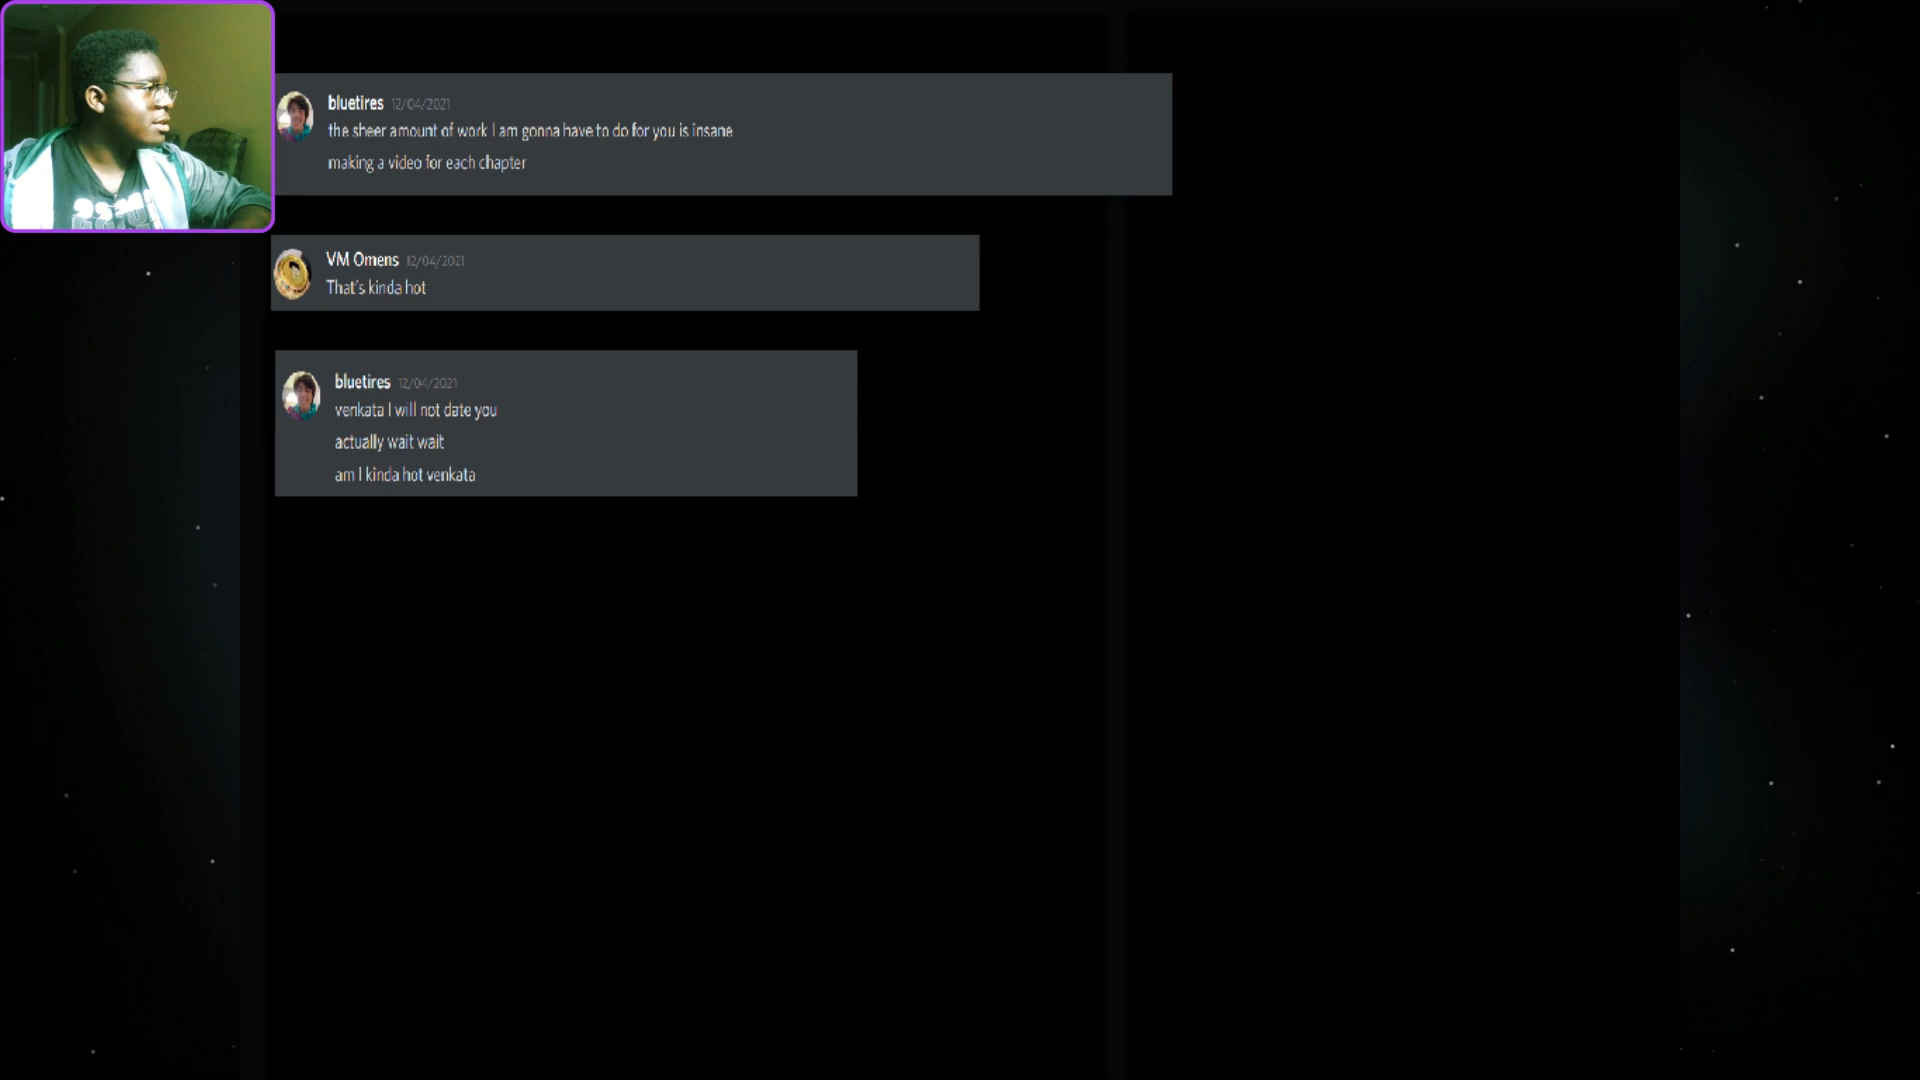 bluetires 12/04/2021
the sheer amount of work I am gonna have to do for you is insane
making a video for each chapter
VM Omens 12/04/2021
That's kinda hot
bluetires 12/04/2021
venkata I will not date you
actually wait wait
am I kinda hot venkata